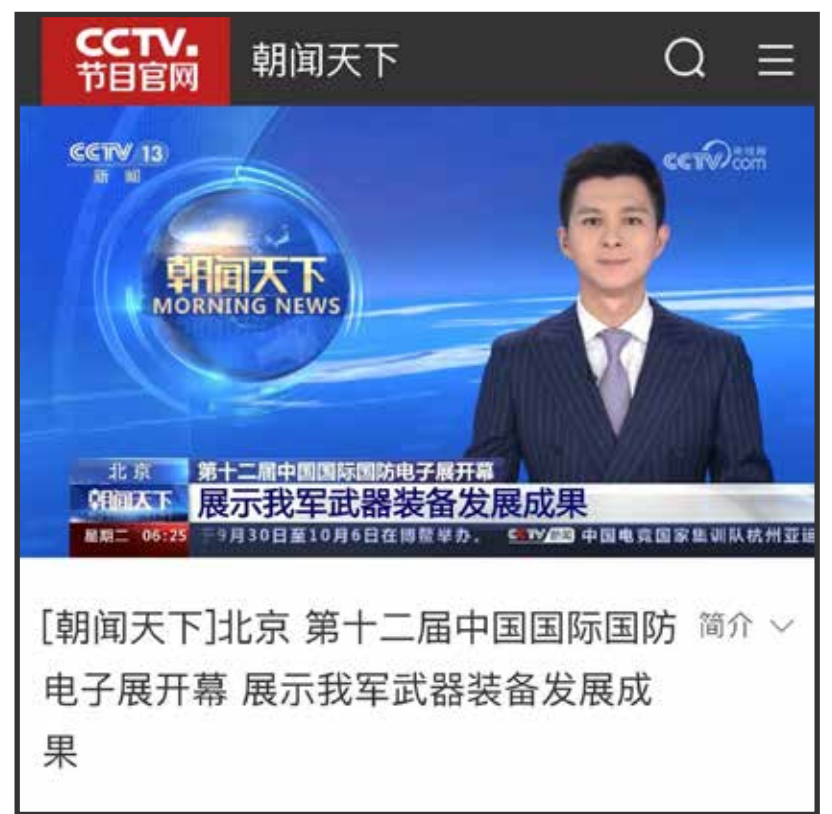 CCTV.
节目官网
朝闻天下
CCTV 13
新闻
CCTV com
央视网
朝闻天下
MORNING NEWS
北京
第十二届中国国际国防电子展开幕
朝闻天下
展示我军武器装备发展成果
星期二 06:25
9月30日至10月6日在博鳌举办。 CCTV 新闻 中国电竞国家集训队杭州亚运
[朝闻天下]北京 第十二届中国国际国防
简介
电子展开幕 展示我军武器装备发展成
果